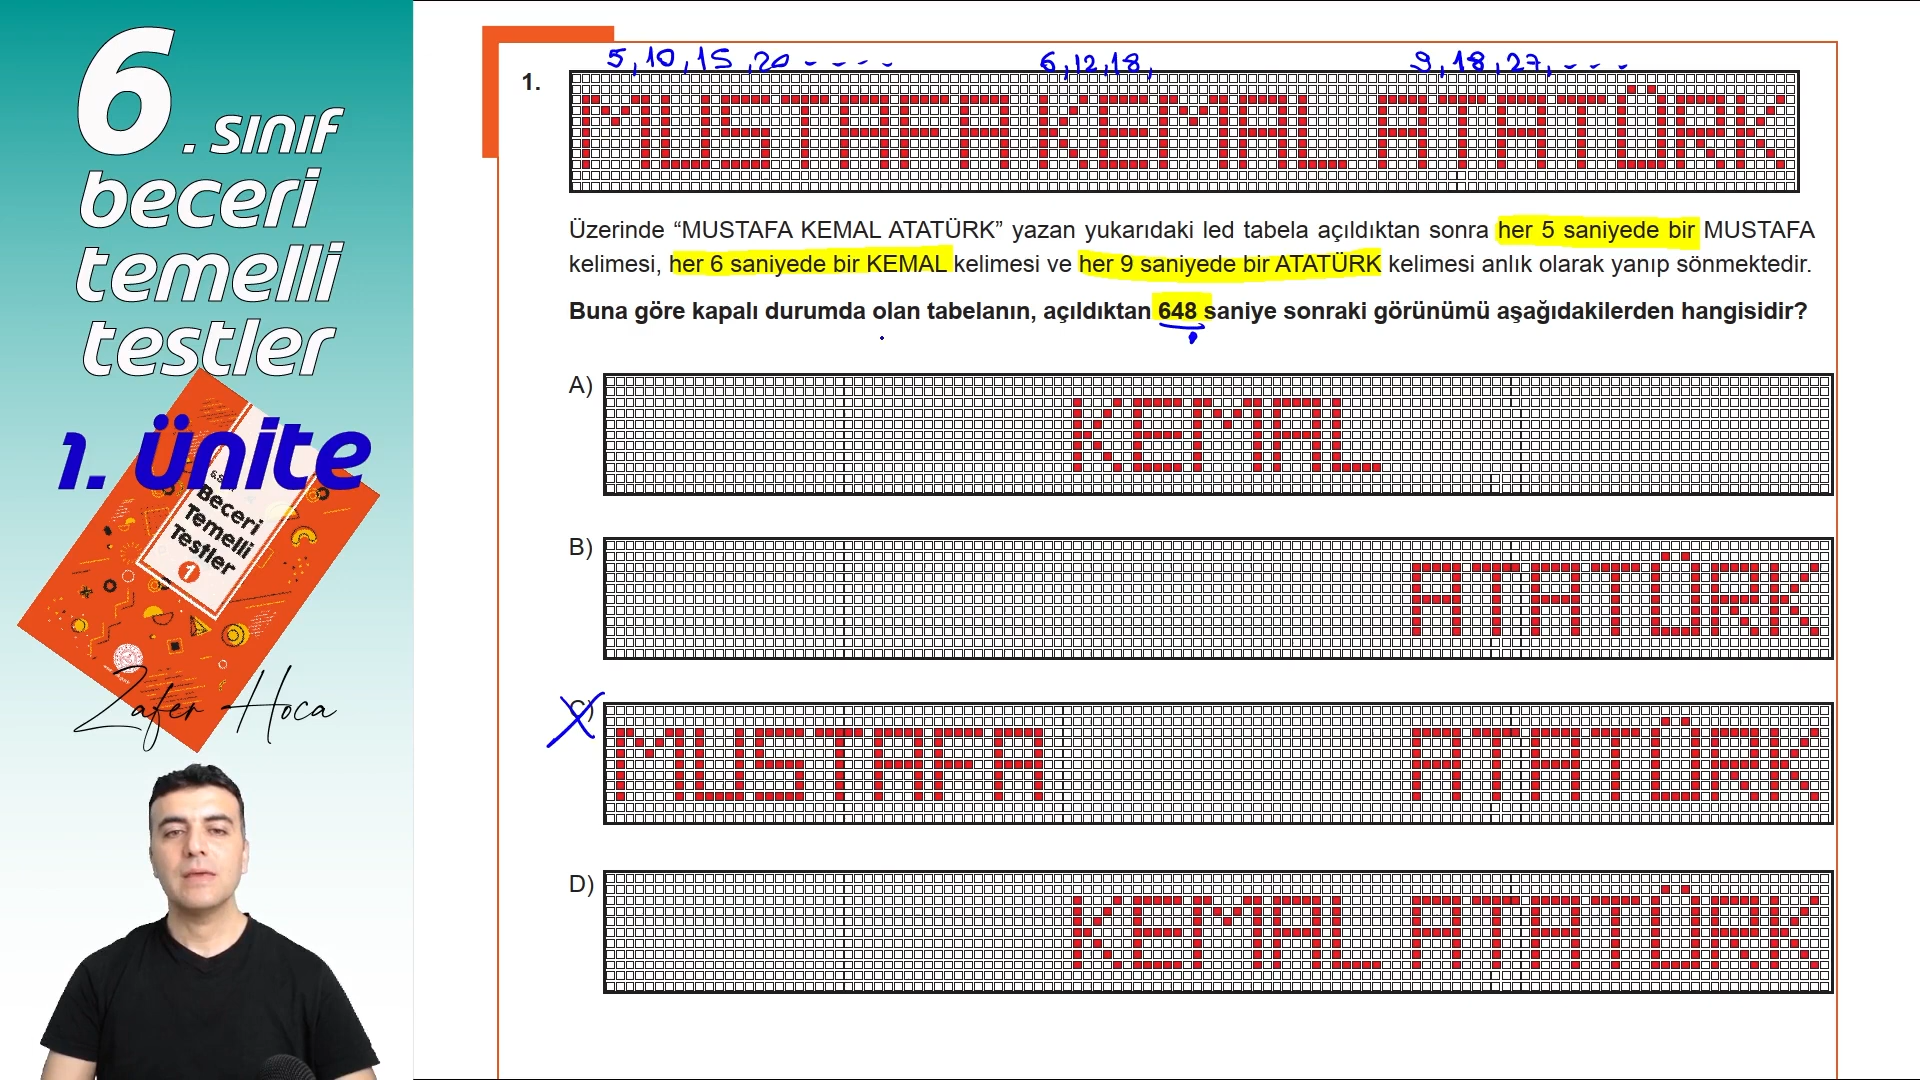 6. sınıf
beceri
temelli
testler
1. ünite
6.Sınıf
Beceri
Temelli
Testler
1
Zafer Hoca
5, 10, 15, 20 - - - -
6, 12, 18,
9, 18, 27, - - -
1.
MUSTAFA KEMAL ATATÜRK
Üzerinde “MUSTAFA KEMAL ATATÜRK” yazan yukarıdaki led tabela açıldıktan sonra her 5 saniyede bir MUSTAFA
kelimesi, her 6 saniyede bir KEMAL kelimesi ve her 9 saniyede bir ATATÜRK kelimesi anlık olarak yanıp sönmektedir.
Buna göre kapalı durumda olan tabelanın, açıldıktan 648 saniye sonraki görünümü aşağıdakilerden hangisidir?
A)
KEMAL
B)
ATATÜRK
C)
MUSTAFA ATATÜRK
D)
KEMAL ATATÜRK